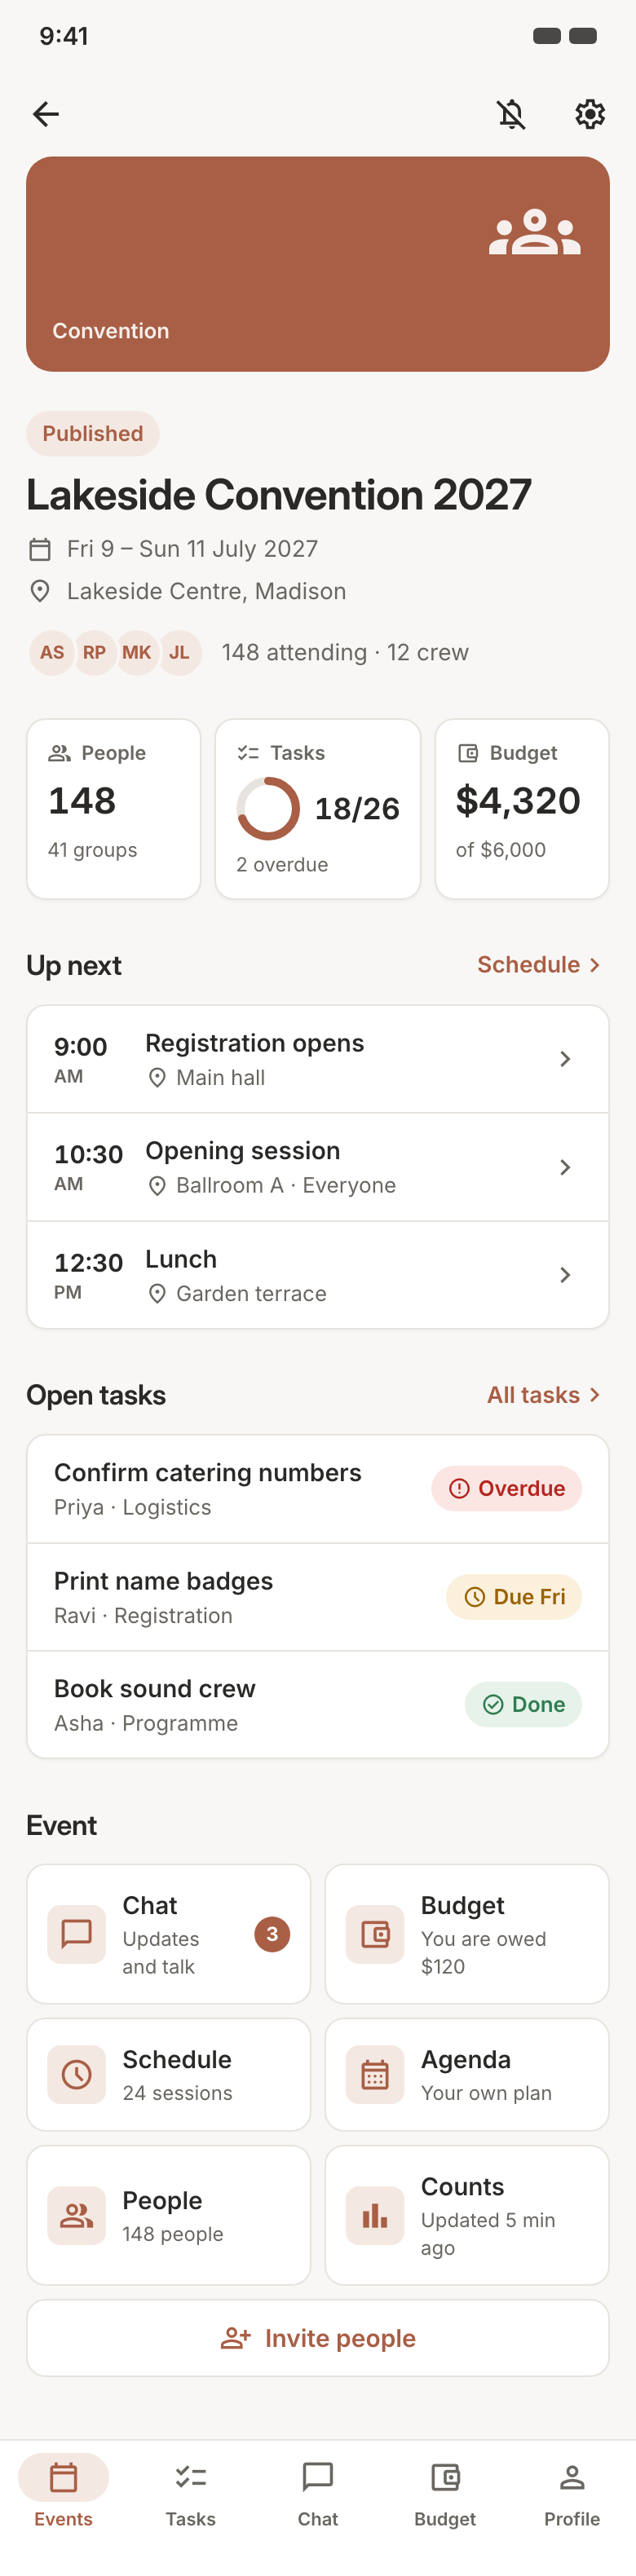 9:41
Convention
Published
Lakeside Convention 2027
Fri 9 – Sun 11 July 2027
Lakeside Centre, Madison
AS RP MK JL 148 attending · 12 crew
People
148
41 groups
Tasks
18/26
2 overdue
Budget
$4,320
of $6,000
Up next
Schedule
9:00 AM
Registration opens
Main hall
10:30 AM
Opening session
Ballroom A · Everyone
12:30 PM
Lunch
Garden terrace
Open tasks
All tasks
Confirm catering numbers
Priya · Logistics
Overdue
Print name badges
Ravi · Registration
Due Fri
Book sound crew
Asha · Programme
Done
Event
Chat
Updates
and talk
3
Budget
You are owed
$120
Schedule
24 sessions
Agenda
Your own plan
People
148 people
Counts
Updated 5 min
ago
Invite people
Events Tasks Chat Budget Profile